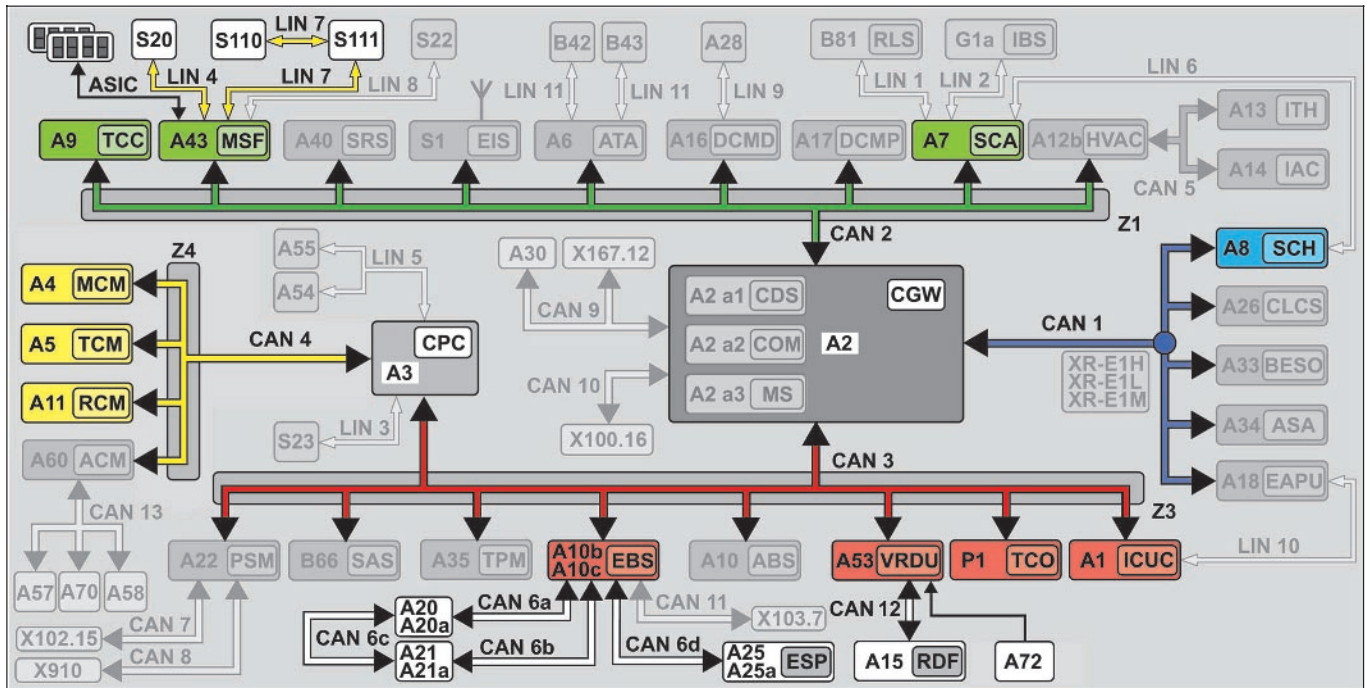 S20
S110
LIN 7
S111
S22
B42
B43
A28
B81 RLS
G1a IBS
ASIC
LIN 4
LIN 7
LIN 8
LIN 11
LIN 11
LIN 9
LIN 1
LIN 2
LIN 6
A9 TCC
A43 MSF
A40 SRS
S1 EIS
A6 ATA
A16 DCMD
A17 DCMP
A7 SCA
A12b HVAC
A13 ITH
A14 IAC
CAN 5
Z1
CAN 2
Z4
A55
A54
LIN 5
A30
X167.12
CAN 9
A2 a1 CDS
CGW
A2 a2 COM
A2
A2 a3 MS
CAN 1
A8 SCH
A26 CLCS
A33 BESO
A34 ASA
A18 EAPU
XR-E1H
XR-E1L
XR-E1M
A4 MCM
A5 TCM
A11 RCM
A60 ACM
CAN 4
CPC
A3
CAN 10
X100.16
S23
LIN 3
CAN 3
Z3
CAN 13
A57
A70
A58
A22 PSM
B66 SAS
A35 TPM
A10b
A10c
EBS
A10 ABS
A53 VRDU
P1 TCO
A1 ICUC
LIN 10
X102.15
CAN 7
X910
CAN 8
CAN 6c
A20
A20a
CAN 6a
A21
A21a
CAN 6b
CAN 6d
CAN 11
X103.7
A25
A25a
ESP
CAN 12
A15 RDF
A72